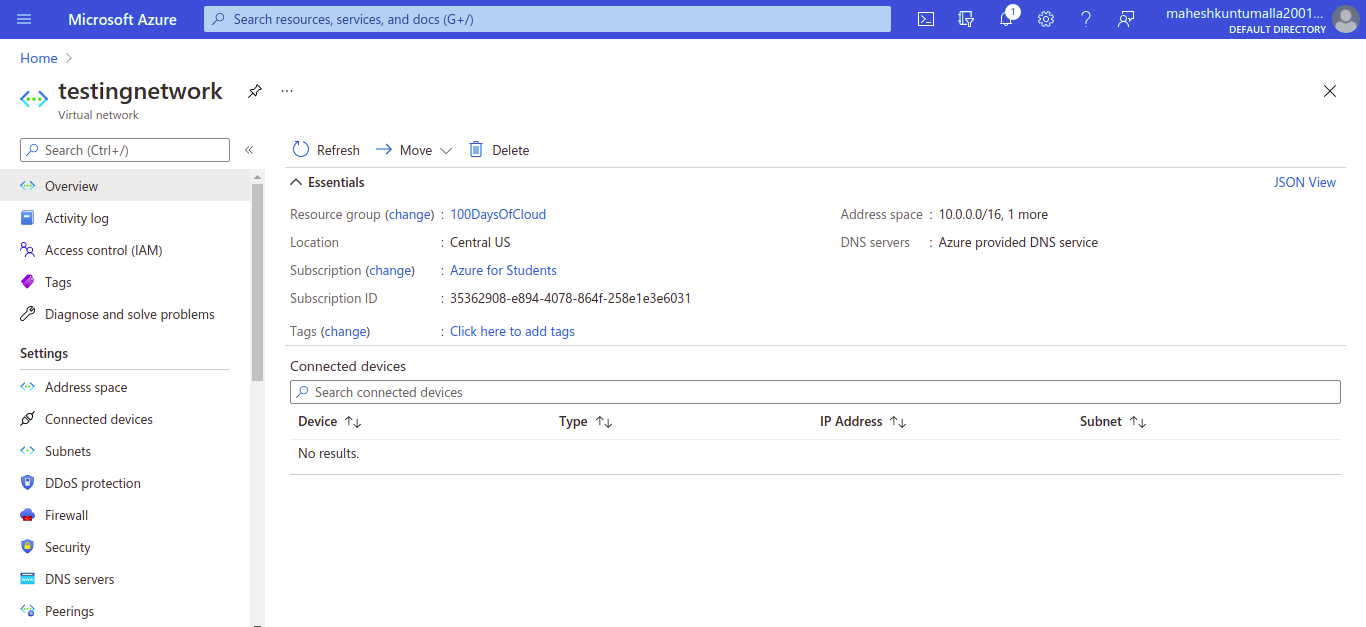 Microsoft Azure
Search resources, services, and docs (G+/)
1
maheshkuntumalla2001...
DEFAULT DIRECTORY
Home
testingnetwork
...
Virtual network
Search (Ctrl+/)
«
Refresh
Move
Delete
Overview
Activity log
Access control (IAM)
Tags
Diagnose and solve problems
Settings
Address space
Connected devices
Subnets
DDoS protection
Firewall
Security
DNS servers
Peerings
Essentials
JSON View
Resource group (change) : 100DaysOfCloud
Location : Central US
Subscription (change) : Azure for Students
Subscription ID : 35362908-e894-4078-864f-258e1e3e6031
Tags (change) : Click here to add tags
Address space : 10.0.0.0/16, 1 more
DNS servers : Azure provided DNS service
Connected devices
Search connected devices
Device Type IP Address Subnet
No results.